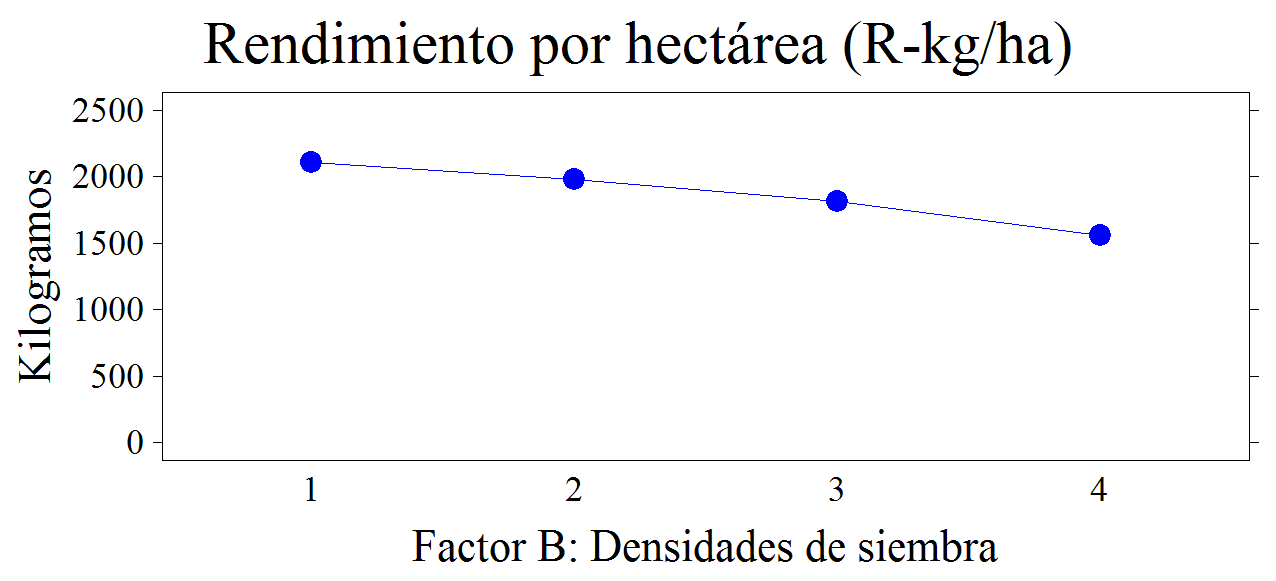 Rendimiento por hectárea (R-kg/ha)
Kilogramos
2500
2000
1500
1000
500
0
1 2 3 4
Factor B: Densidades de siembra